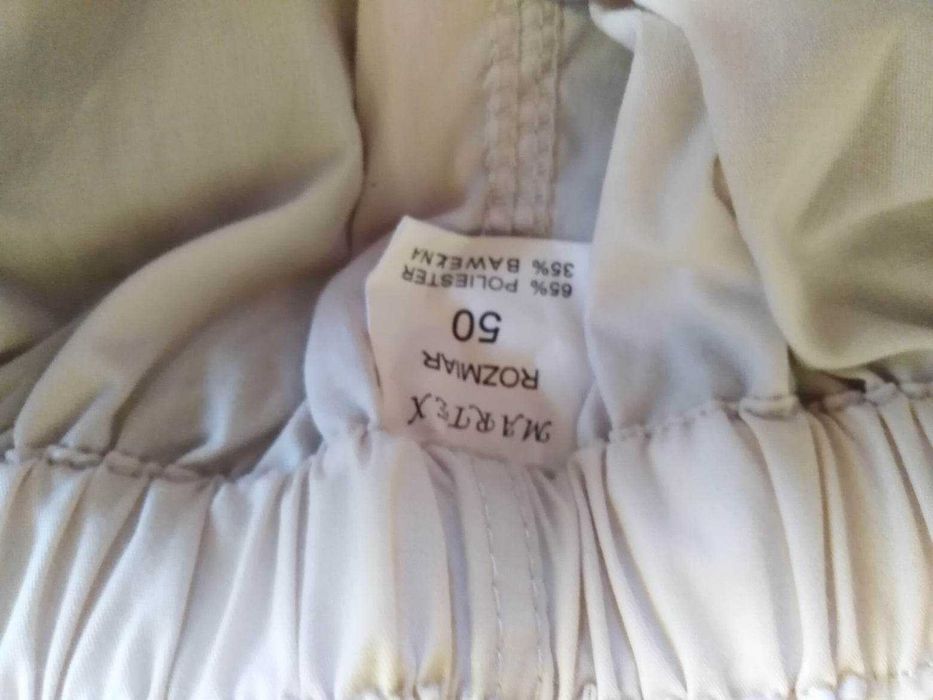 MARTEX
ROZMIAR
50
65% POLIESTER
35% BAWEŁNA